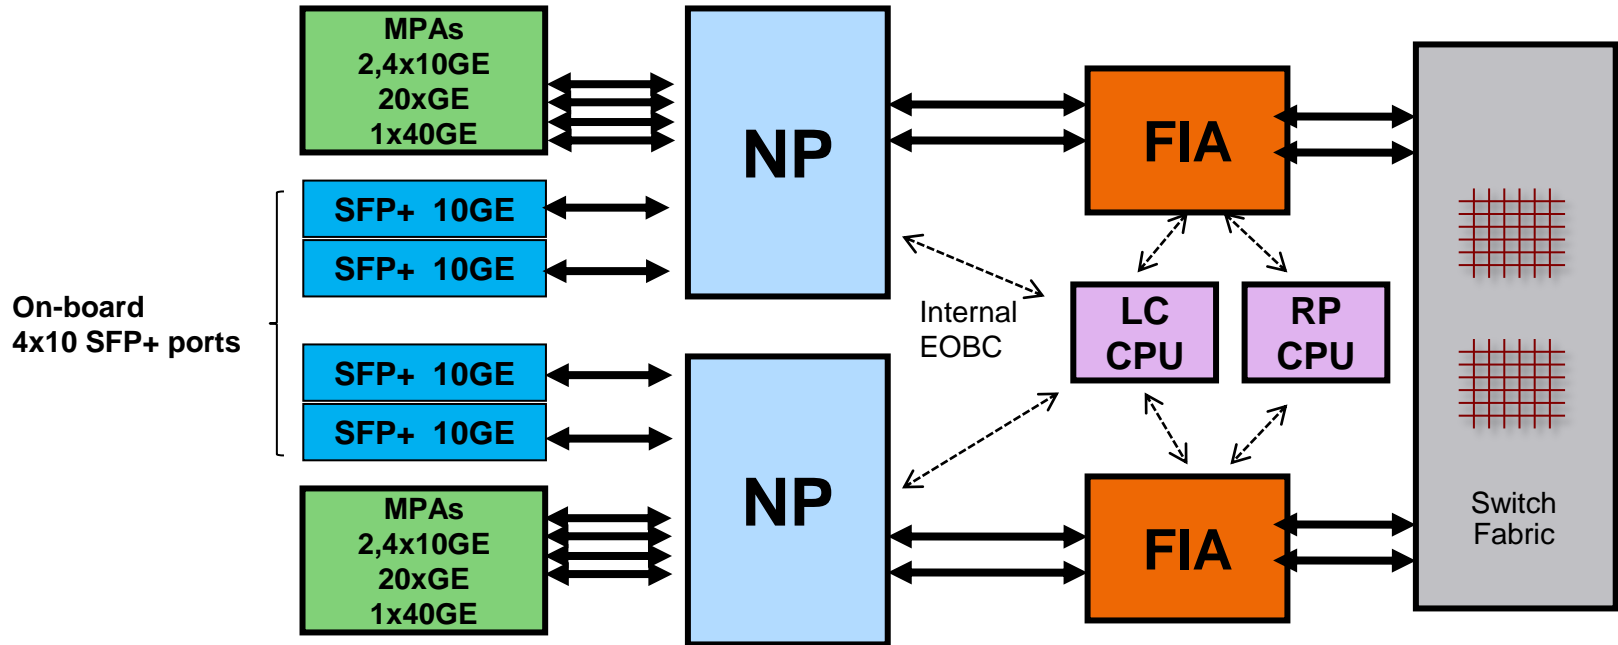 MPAs
2,4x10GE
20xGE
1x40GE
SFP+ 10GE
SFP+ 10GE
On-board
4x10 SFP+ ports
SFP+ 10GE
SFP+ 10GE
MPAs
2,4x10GE
20xGE
1x40GE
NP
NP
Internal
EOBC
FIA
LC
CPU
RP
CPU
FIA
Switch
Fabric